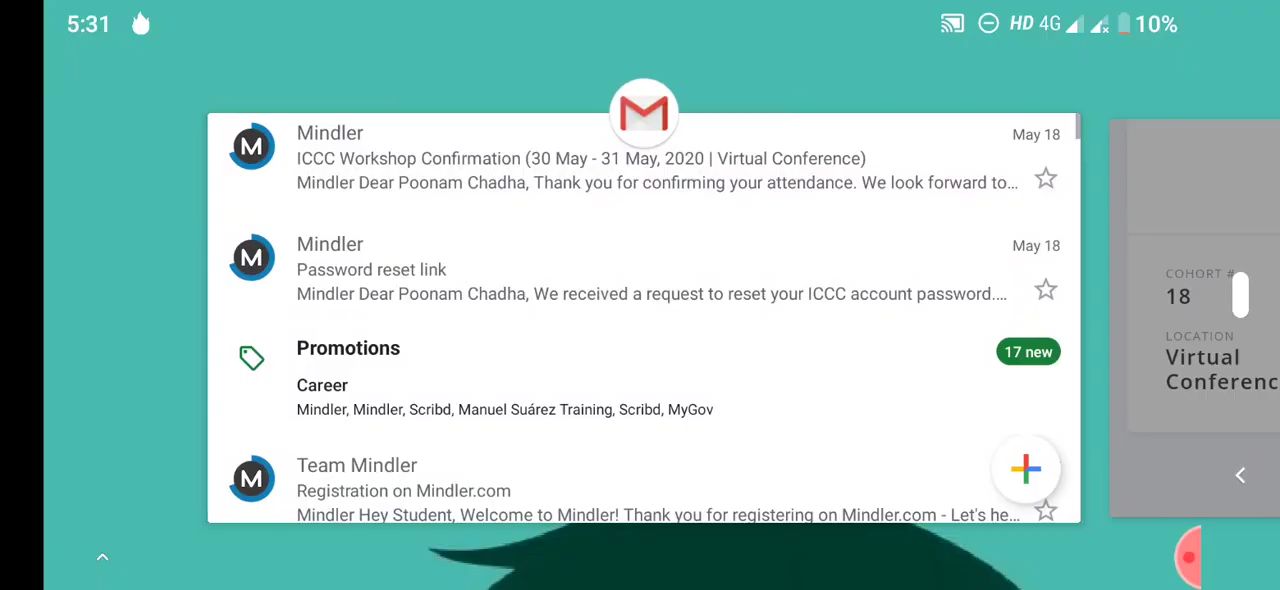 5:31
HD 4G 10%
Mindler
May 18
ICCC Workshop Confirmation (30 May - 31 May, 2020 | Virtual Conference)
Mindler Dear Poonam Chadha, Thank you for confirming your attendance. We look forward to...
Mindler
May 18
Password reset link
Mindler Dear Poonam Chadha, We received a request to reset your ICCC account password....
Promotions
17 new
Career
Mindler, Mindler, Scribd, Manuel Suárez Training, Scribd, MyGov
Team Mindler
Registration on Mindler.com
Mindler Hey Student, Welcome to Mindler! Thank you for registering on Mindler.com - Let's he...
COHORT #
18
LOCATION
Virtual
Conferenc